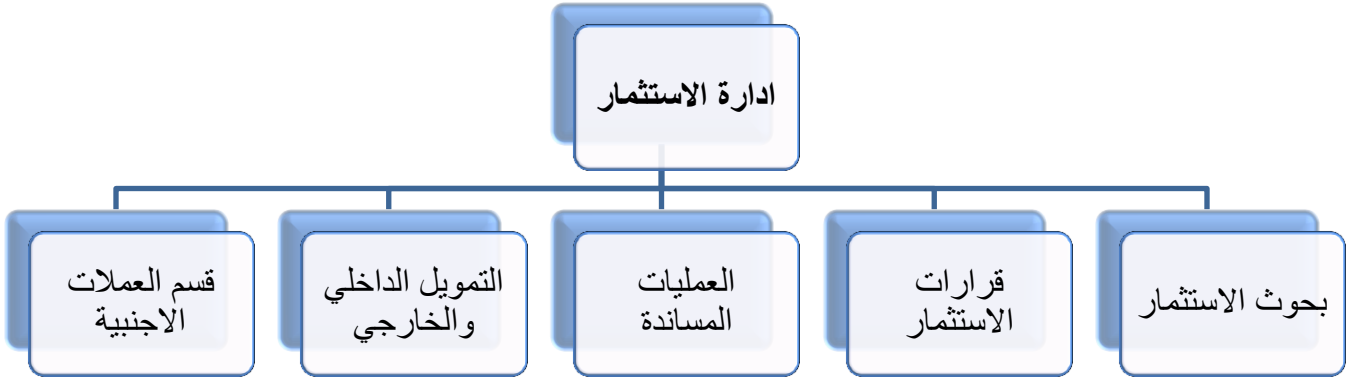 ادارة الاستثمار
بحوث الاستثمار
قرارات
الاستثمار
العمليات
المساندة
التمويل الداخلي
والخارجي
قسم العملات
الاجنبية